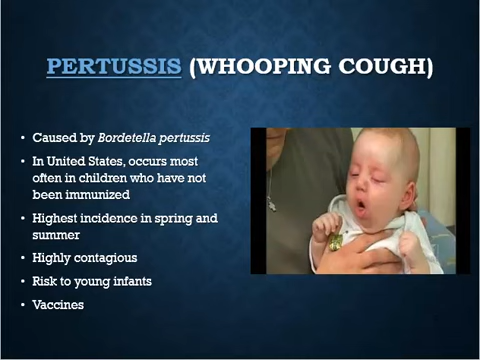 PERTUSSIS (WHOOPING COUGH)
• Caused by Bordetella pertussis
• In United States, occurs most
often in children who have not
been immunized
• Highest incidence in spring and
summer
• Highly contagious
• Risk to young infants
• Vaccines